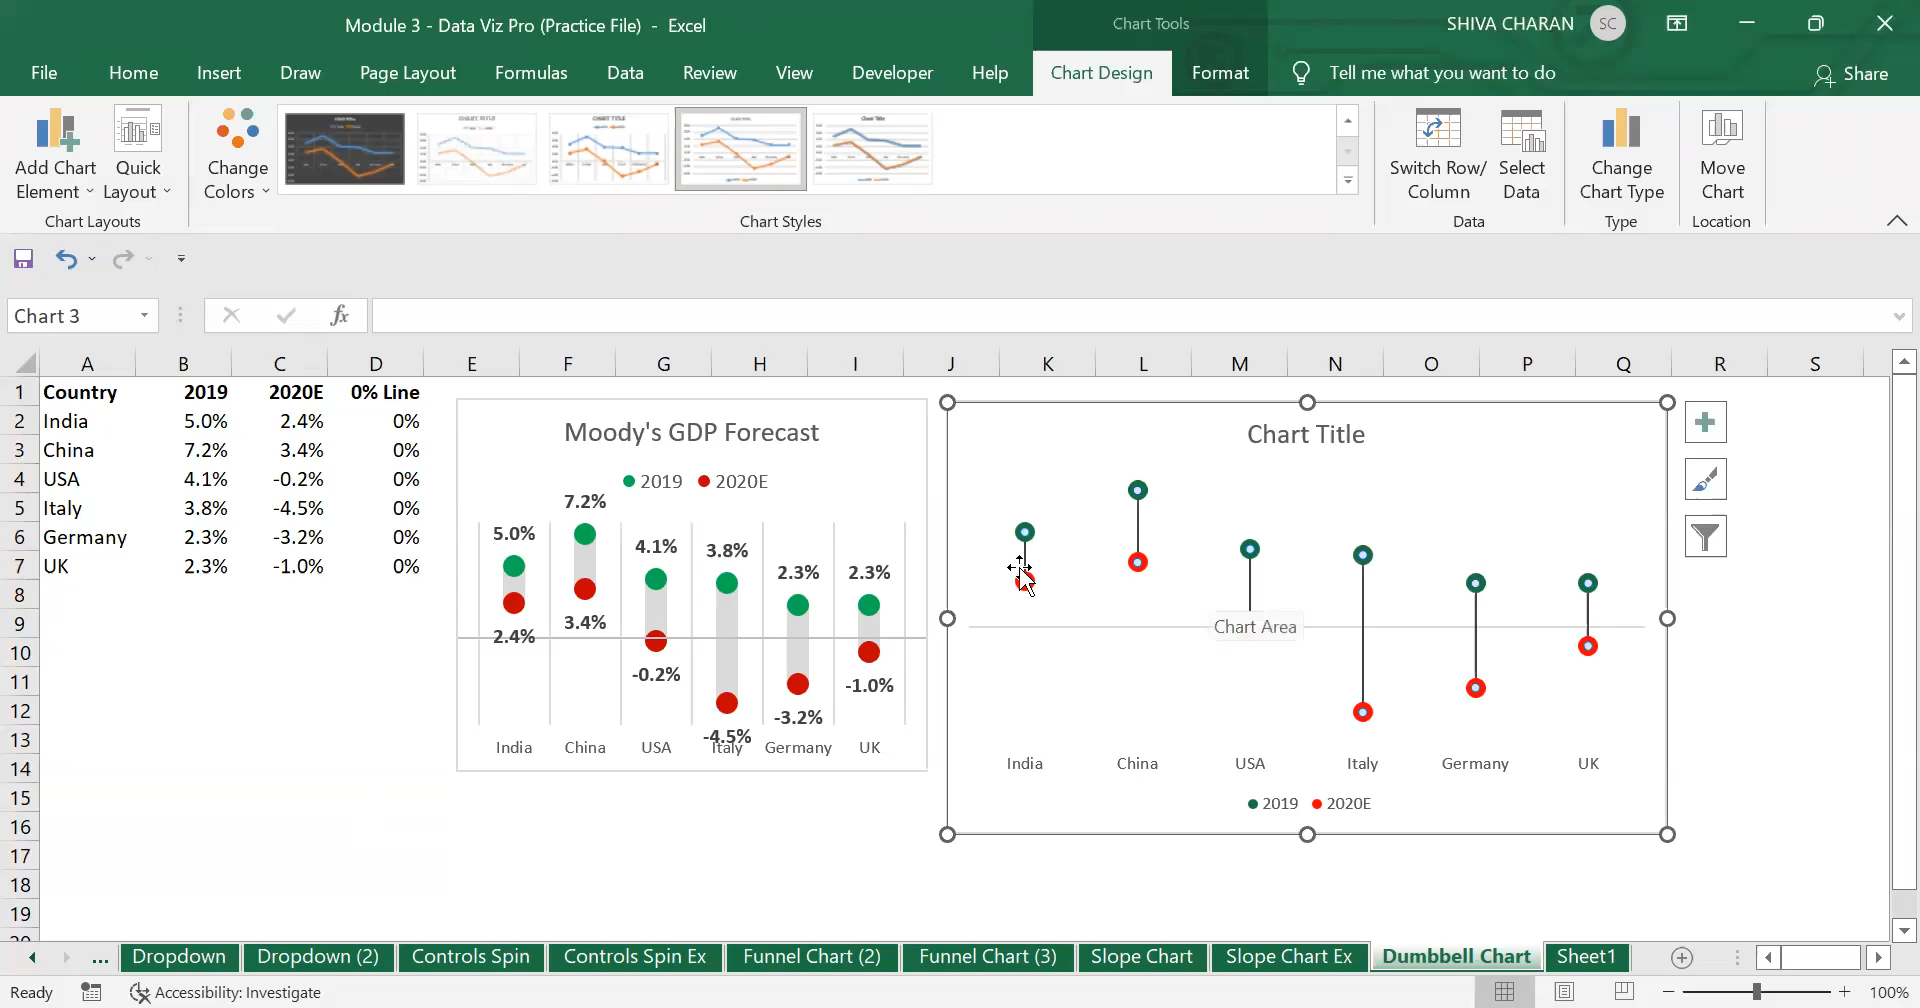 Module 3 - Data Viz Pro (Practice File) - Excel
Chart Tools
SHIVA CHARAN SC
File Home Insert Draw Page Layout Formulas Data Review View Developer Help Chart Design Format Tell me what you want to do Share
Add Chart Element
Quick Layout
Change Colors
Switch Row/ Column
Select Data
Change Chart Type
Move Chart
Chart Layouts Chart Styles Data Type Location
Chart 3 fx
A B C D E F G H I J K L M N O P Q R S
1 Country 2019 2020E 0% Line
2 India 5.0% 2.4% 0%
3 China 7.2% 3.4% 0%
4 USA 4.1% -0.2% 0%
5 Italy 3.8% -4.5% 0%
6 Germany 2.3% -3.2% 0%
7 UK 2.3% -1.0% 0%
8
9
10
11
12
13
14
15
16
17
18
19
Moody's GDP Forecast
2019 2020E
5.0% 7.2% 4.1% 3.8% 2.3% 2.3%
2.4% 3.4% -0.2% -4.5% -3.2% -1.0%
India China USA Italy Germany UK
Chart Title
Chart Area
India China USA Italy Germany UK
2019 2020E
... Dropdown Dropdown (2) Controls Spin Controls Spin Ex Funnel Chart (2) Funnel Chart (3) Slope Chart Slope Chart Ex Dumbbell Chart Sheet1
Ready Accessibility: Investigate 100%